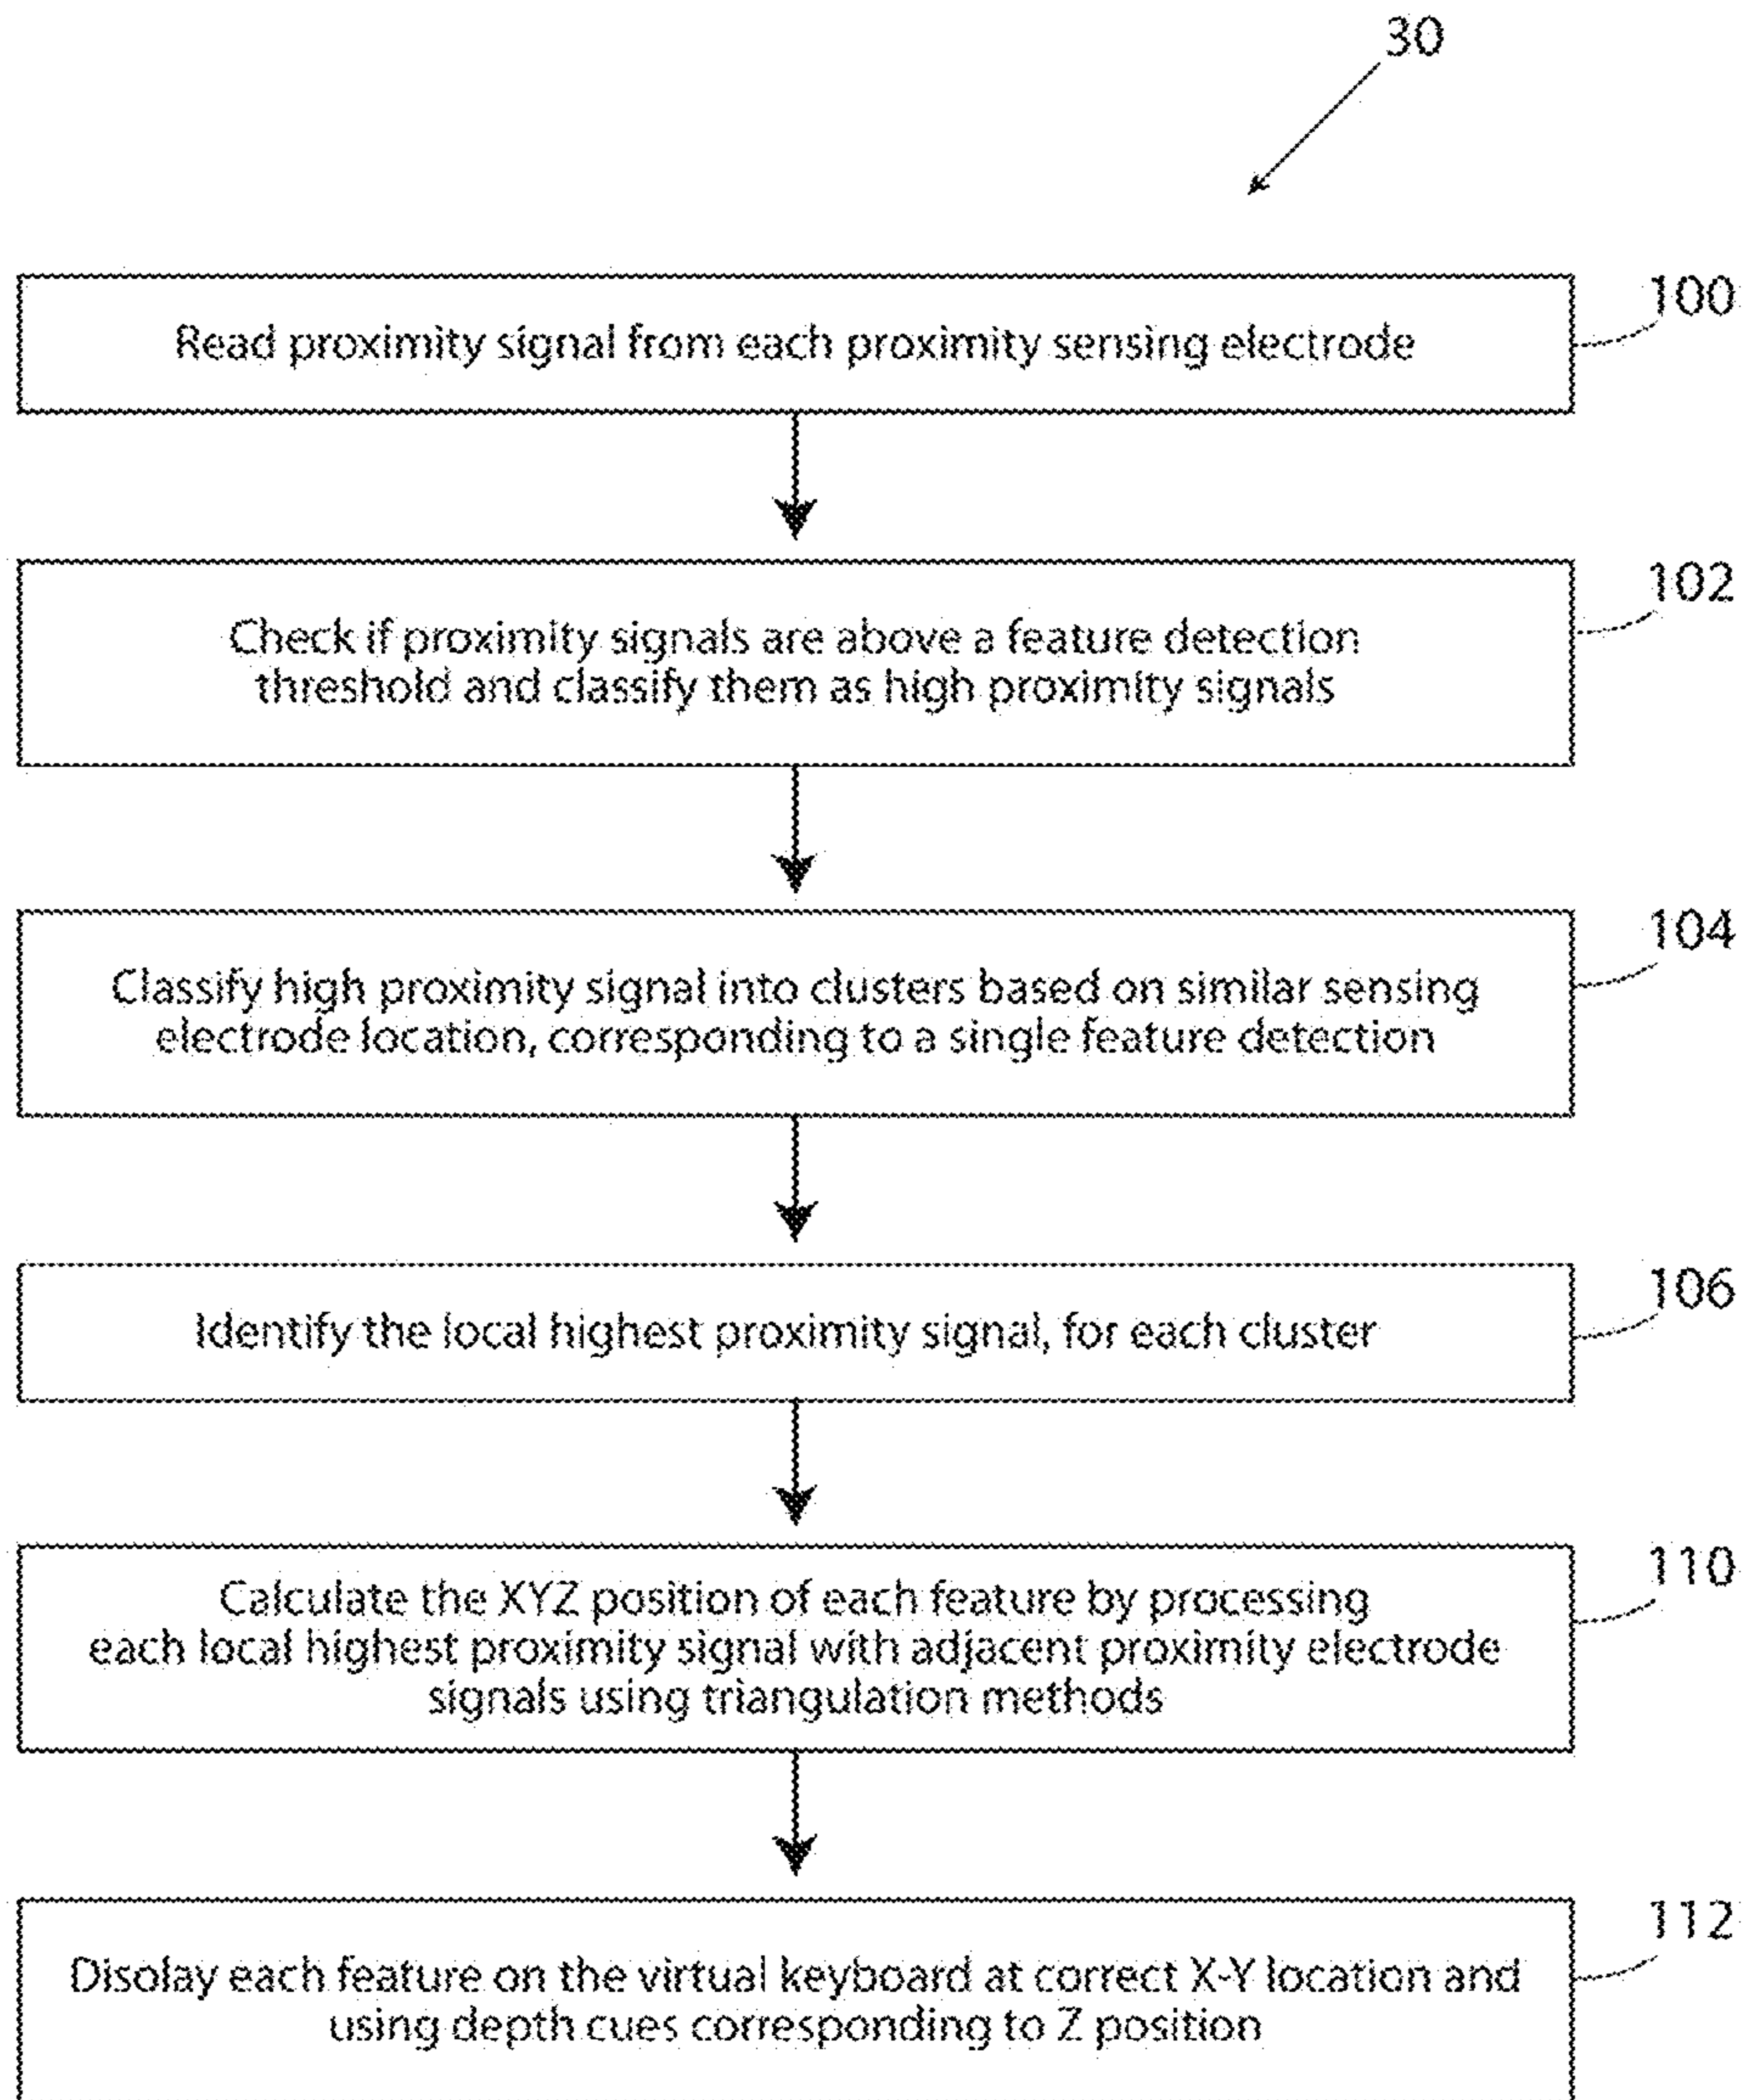 30
Read proximity signal from each proximity sensing electrode
100
Check if proximity signals are above a feature detection
threshold and classify them as high proximity signals
102
Classify high proximity signal into clusters based on similar sensing
electrode location, corresponding to a single feature detection
104
Identify the local highest proximity signal, for each cluster
106
Calculate the XYZ position of each feature by processing
each local highest proximity signal with adjacent proximity electrode
signals using triangulation methods
110
Disolay each feature on the virtual keyboard at correct X-Y location and
using depth cues corresponding to Z position
112